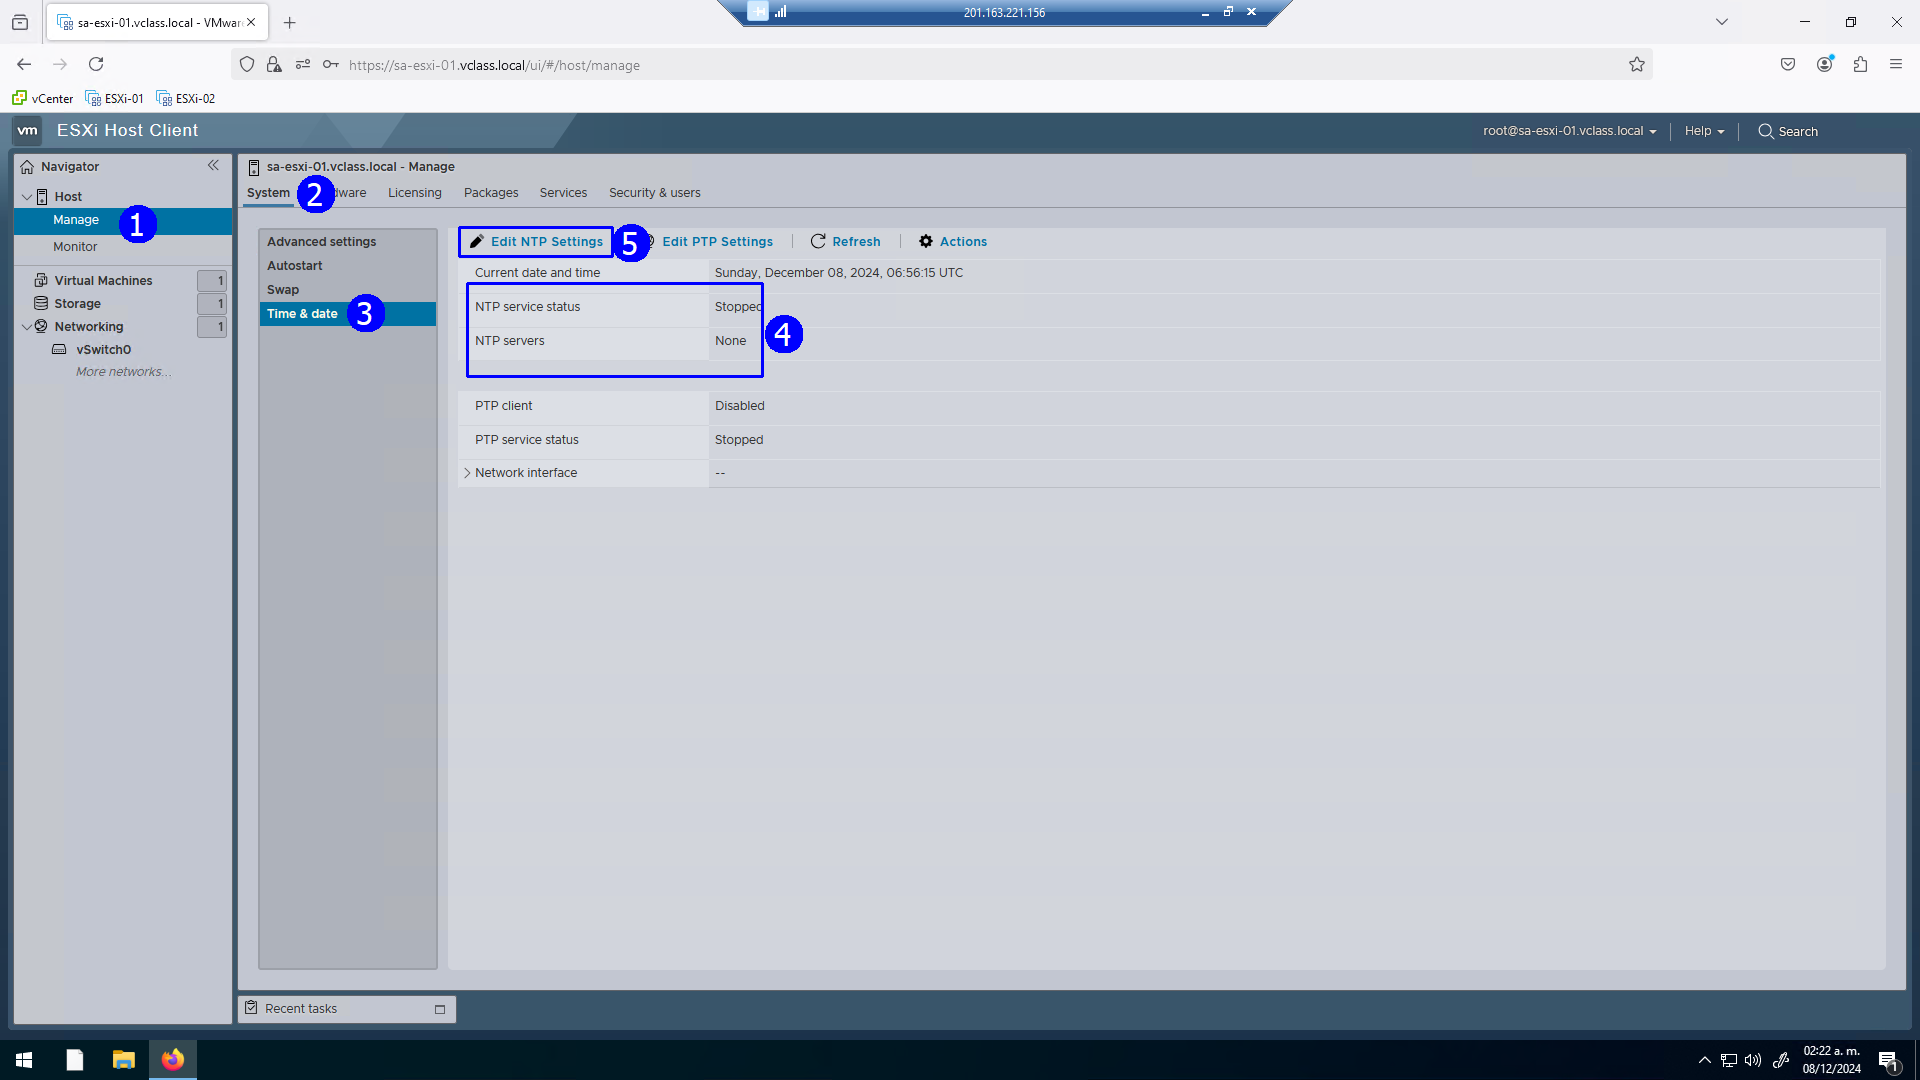 sa-esxi-01.vclass.local - VMwar
201.163.221.156
https://sa-esxi-01.vclass.local/ui/#/host/manage
vCenter
ESXi-01
ESXi-02
vm
ESXi Host Client
root@sa-esxi-01.vclass.local
Help
Search
Navigator
Host
Manage
1
Monitor
Virtual Machines 1
Storage 1
Networking 1
vSwitch0
More networks...
sa-esxi-01.vclass.local - Manage
System 2 dware Licensing Packages Services Security & users
Advanced settings
Autostart
Swap
Time & date 3
Edit NTP Settings 5 Edit PTP Settings Refresh Actions
Current date and time Sunday, December 08, 2024, 06:56:15 UTC
NTP service status Stopped
NTP servers None
4
PTP client Disabled
PTP service status Stopped
Network interface --
Recent tasks
02:22 a. m.
08/12/2024
1